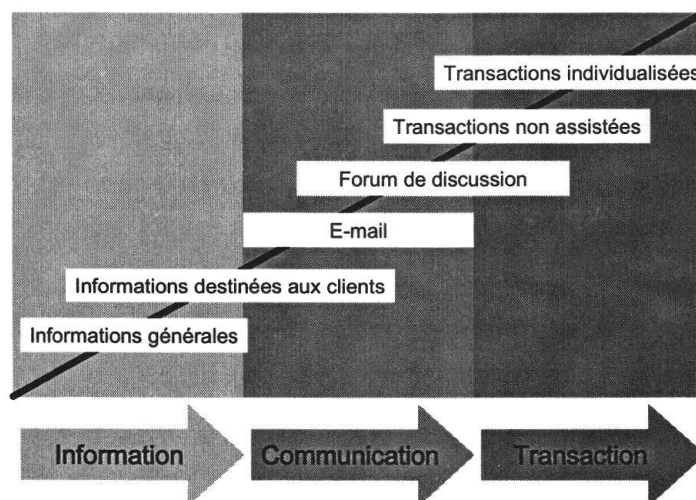 Transactions individualisées
Transactions non assistées
Forum de discussion
E-mail
Informations destinées aux clients
Informations générales
Information
Communication
Transaction